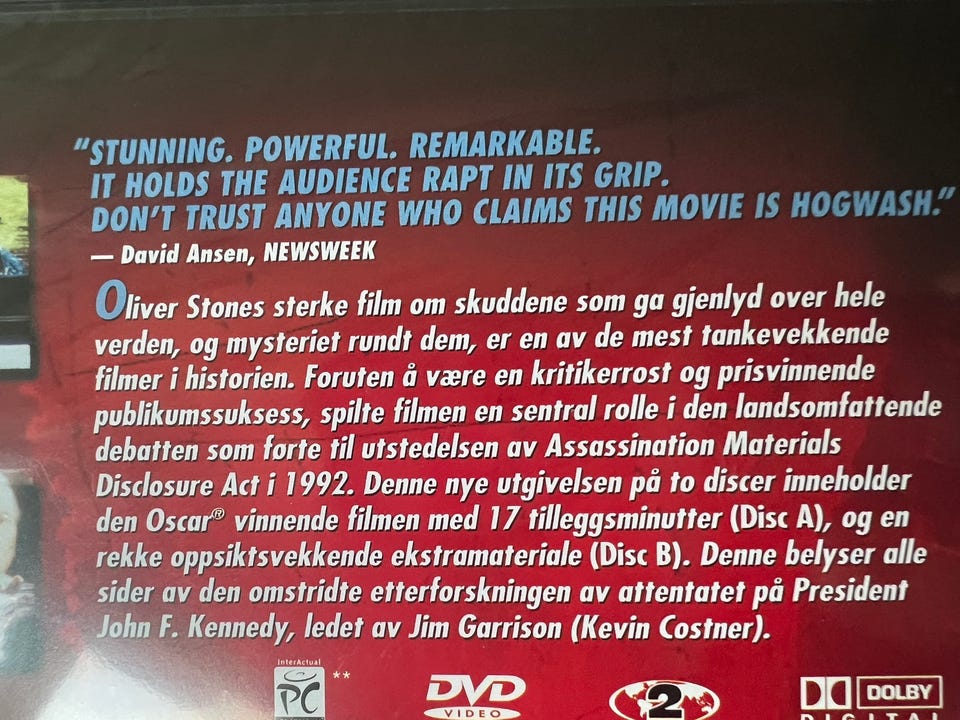 "STUNNING. POWERFUL. REMARKABLE.
IT HOLDS THE AUDIENCE RAPT IN ITS GRIP.
DON'T TRUST ANYONE WHO CLAIMS THIS MOVIE IS HOGWASH."
— David Ansen, NEWSWEEK
Oliver Stones sterke film om skuddene som ga gjenlyd over hele
verden, og mysteriet rundt dem, er en av de mest tankevekkende
filmer i historien. Foruten å være en kritikerrost og prisvinnende
publikumssuksess, spilte filmen en sentral rolle i den landsomfattende
debatten som førte til utstedelsen av Assassination Materials
Disclosure Act i 1992. Denne nye utgivelsen på to discer inneholder
den Oscar® vinnende filmen med 17 tilleggsminutter (Disc A), og en
rekke oppsiktsvekkende ekstramateriale (Disc B). Denne belyser alle
sider av den omstridte etterforskningen av attentatet på President
John F. Kennedy, ledet av Jim Garrison (Kevin Costner).
InterActual
PC **
DVD
VIDEO
2
DOLBY
DIGITAL